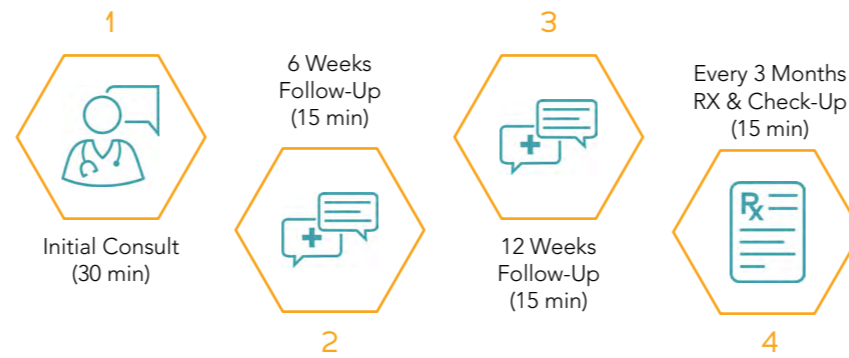 1
Initial Consult
(30 min)
6 Weeks
Follow-Up
(15 min)
2
3
12 Weeks
Follow-Up
(15 min)
Every 3 Months
RX & Check-Up
(15 min)
Rx
4